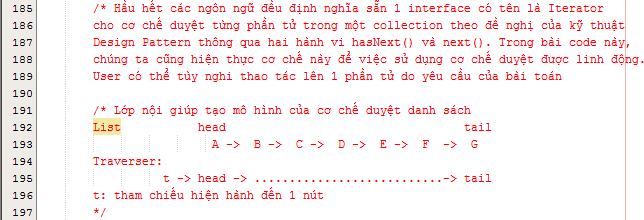 185 /* Hầu hết các ngôn ngữ đều định nghĩa sẵn 1 interface có tên là Iterator
186 cho cơ chế duyệt từng phần tử trong một collection theo đề nghị của kỹ thuật
187 Design Pattern thông qua hai hành vi hasNext() và next(). Trong bài code này,
188 chúng ta cũng hiện thực cơ chế này để việc sử dụng cơ chế duyệt được linh động.
189 User có thể tùy nghi thao tác lên 1 phần tử do yêu cầu của bài toán
190
191 /* Lớp nội giúp tạo mô hình của cơ chế duyệt danh sách
192 List head tail
193 A -> B -> C -> D -> E -> F -> G
194 Traverser:
195 t -> head -> ...........................-> tail
196 t: tham chiếu hiện hành đến 1 nút
197 */